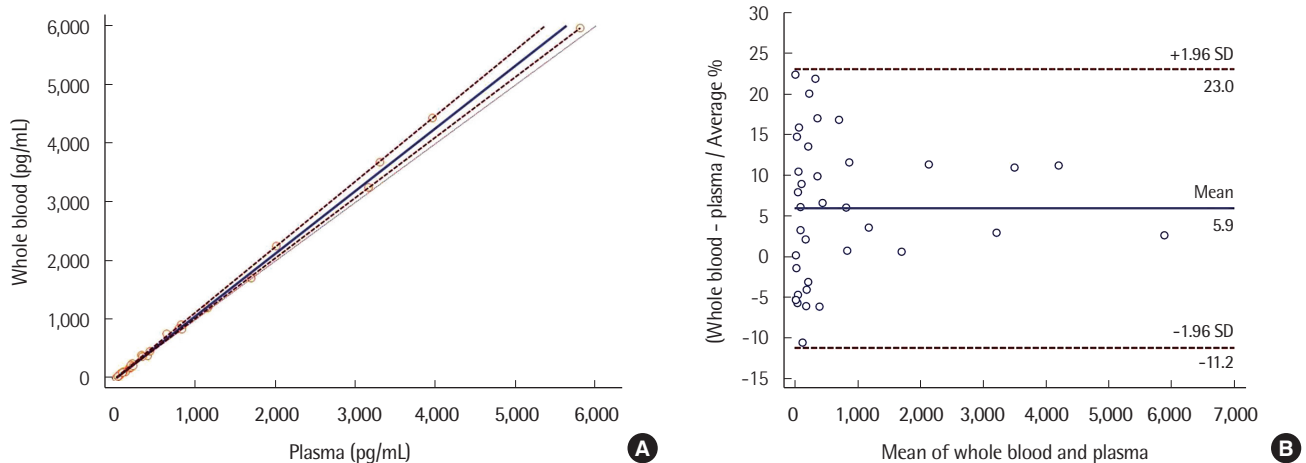 6,000
5,000
4,000
3,000
2,000
1,000
0
Whole blood (pg/mL)
0 1,000 2,000 3,000 4,000 5,000 6,000
Plasma (pg/mL)
A
30
25
20
15
10
5
0
-5
-10
-15
(Whole blood - plasma / Average %
+1.96 SD
23.0
Mean
5.9
-1.96 SD
-11.2
0 1,000 2,000 3,000 4,000 5,000 6,000 7,000
Mean of whole blood and plasma
B